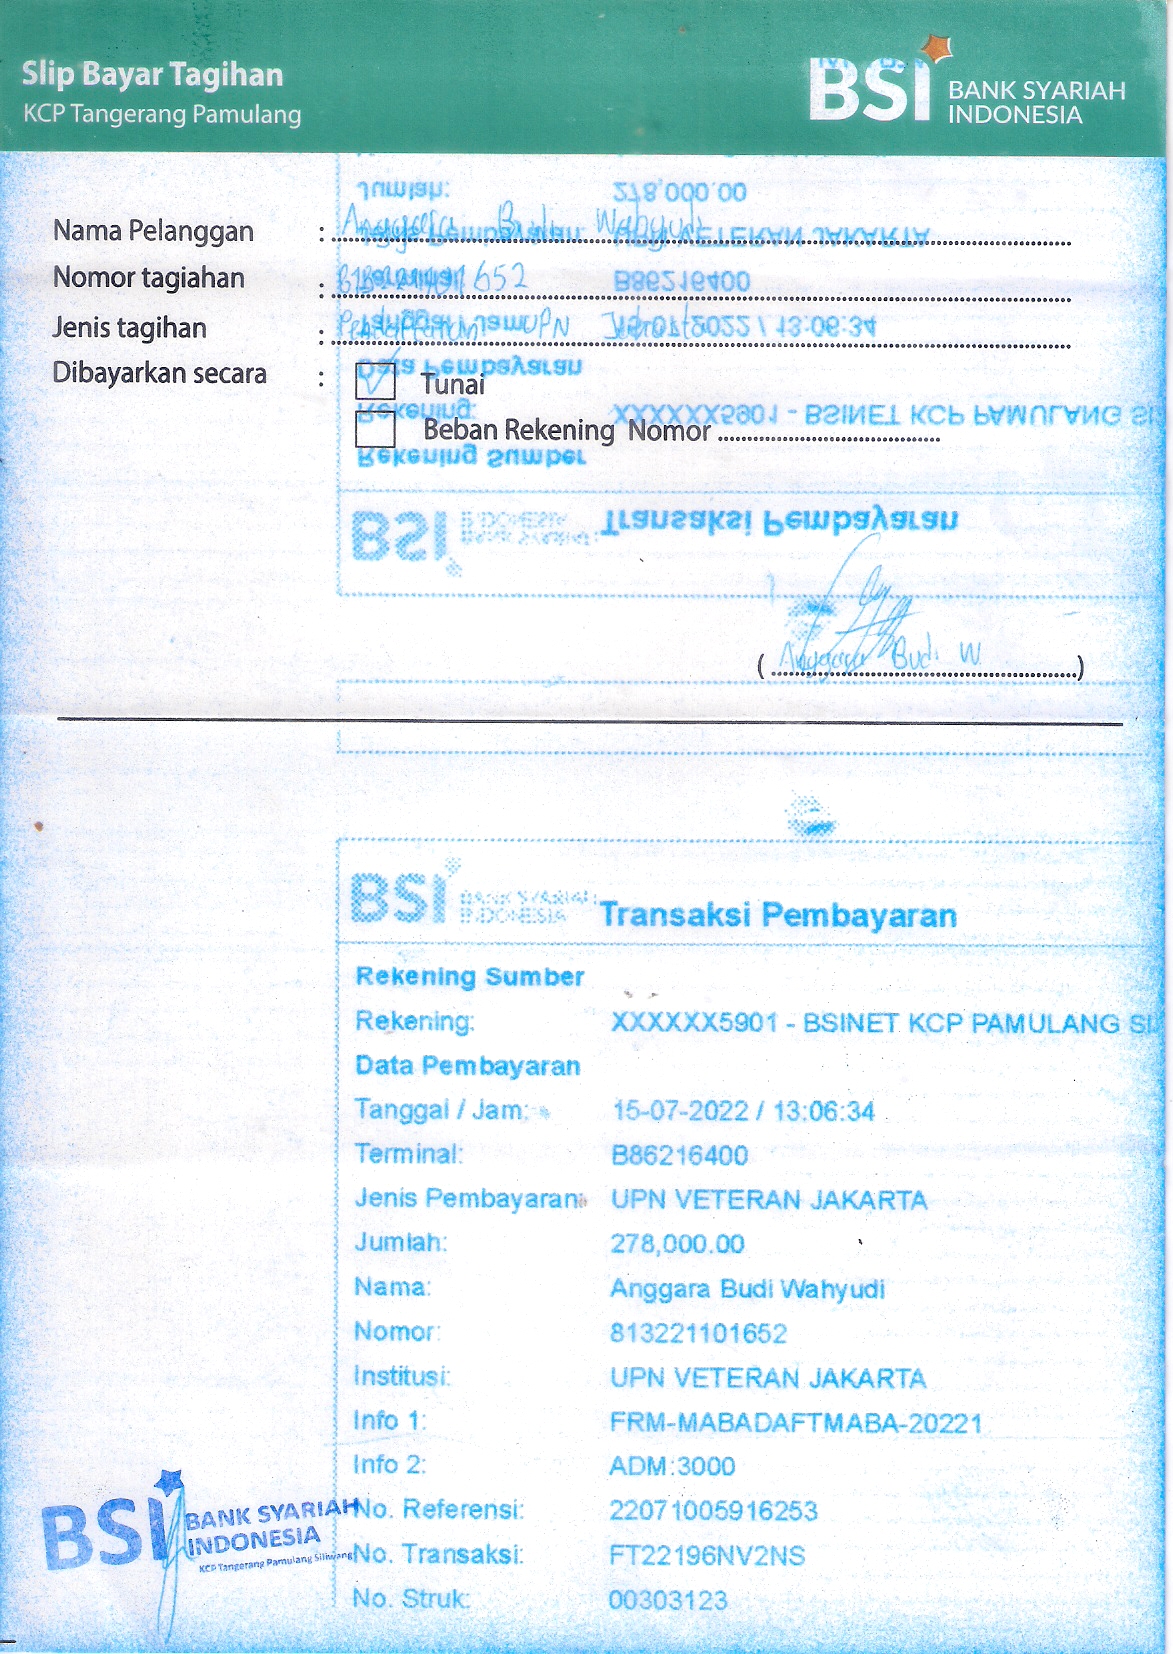 Slip Bayar Tagihan
KCP Tangerang Pamulang
BSI BANK SYARIAH INDONESIA
Nama Pelanggan : Anggara Budi Wahyudi
Nomor tagiahan : 652
Jenis tagihan : UPN
Dibayarkan secara : Tunai
Beban Rekening Nomor
(Anggara Budi W)
BSI BANK SYARIAH INDONESIA Transaksi Pembayaran
Rekening Sumber
Rekening: XXXXXX5901 - BSINET KCP PAMULANG
Data Pembayaran
Tanggal / Jam: 15-07-2022 / 13:06:34
Terminal: B86216400
Jenis Pembayaran: UPN VETERAN JAKARTA
Jumlah: 278,000.00
Nama: Anggara Budi Wahyudi
Nomor: 813221101652
Institusi: UPN VETERAN JAKARTA
Info 1: FRM-MABADAFTMABA-20221
Info 2: ADM:3000
No. Referensi: 22071005916253
No. Transaksi: FT22196NV2NS
No. Struk: 00303123
BSI BANK SYARIAH INDONESIA
KCP Tangerang Pamulang Siliwangi